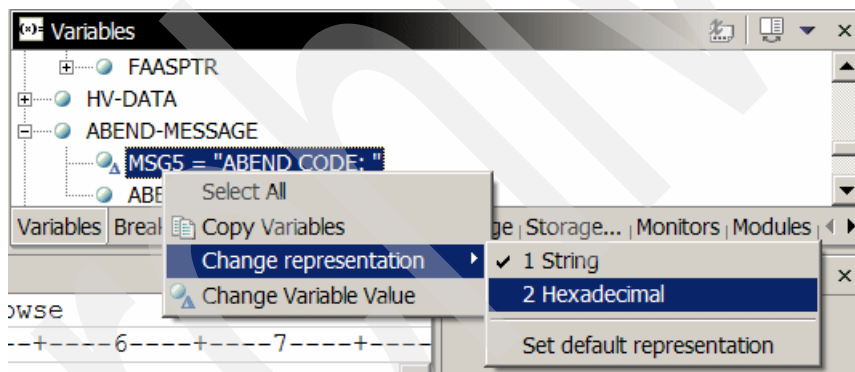 (x)= Variables
FAASPTR
HV-DATA
ABEND-MESSAGE
MSG5 = "ABEND CODE: "
ABE
Select All
Variables Brea ge Storage... Monitors Modules
Copy Variables
Change representation
✓ 1 String
Change Variable Value
2 Hexadecimal
owse
--+----6----+----7----+----
Set default representation